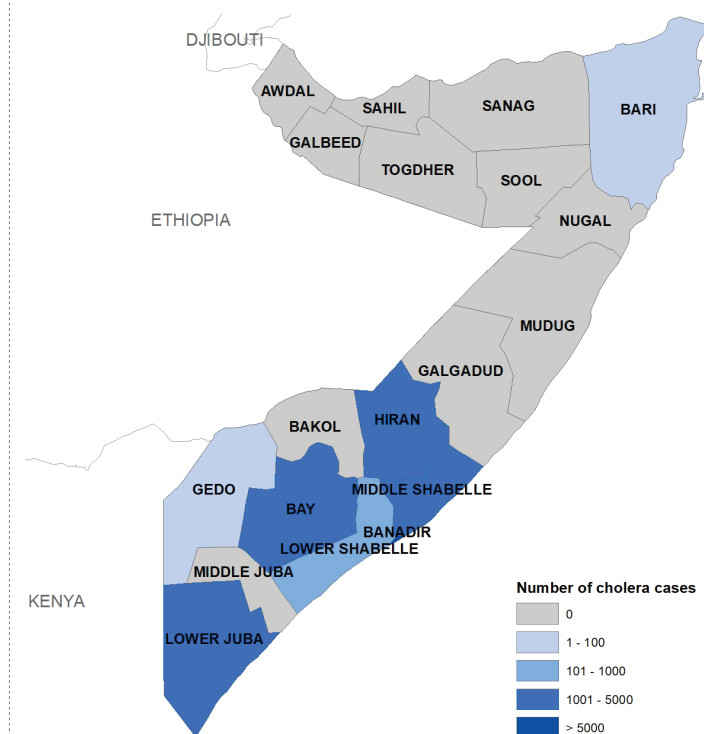 DJIBOUTI
AWDAL
SAHIL
SANAG
BARI
GALBEED
TOGDHER
SOOL
ETHIOPIA
NUGAL
MUDUG
GALGADUD
HIRAN
BAKOL
GEDO
MIDDLE SHABELLE
BAY
BANADIR
LOWER SHABELLE
MIDDLE JUBA
KENYA
LOWER JUBA
Number of cholera cases
0
1 - 100
101 - 1000
1001 - 5000
> 5000